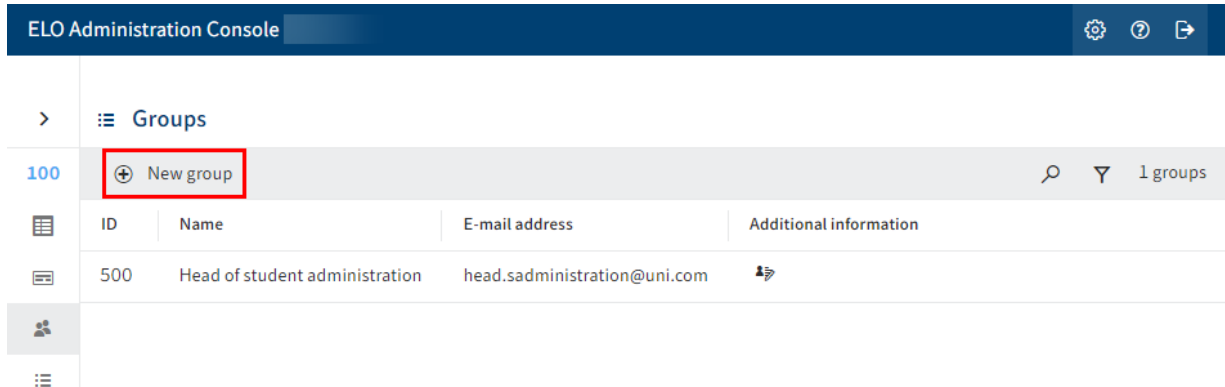 ELO Administration Console
Groups
100
New group
1 groups
ID Name E-mail address Additional information
500 Head of student administration head.sadministration@uni.com